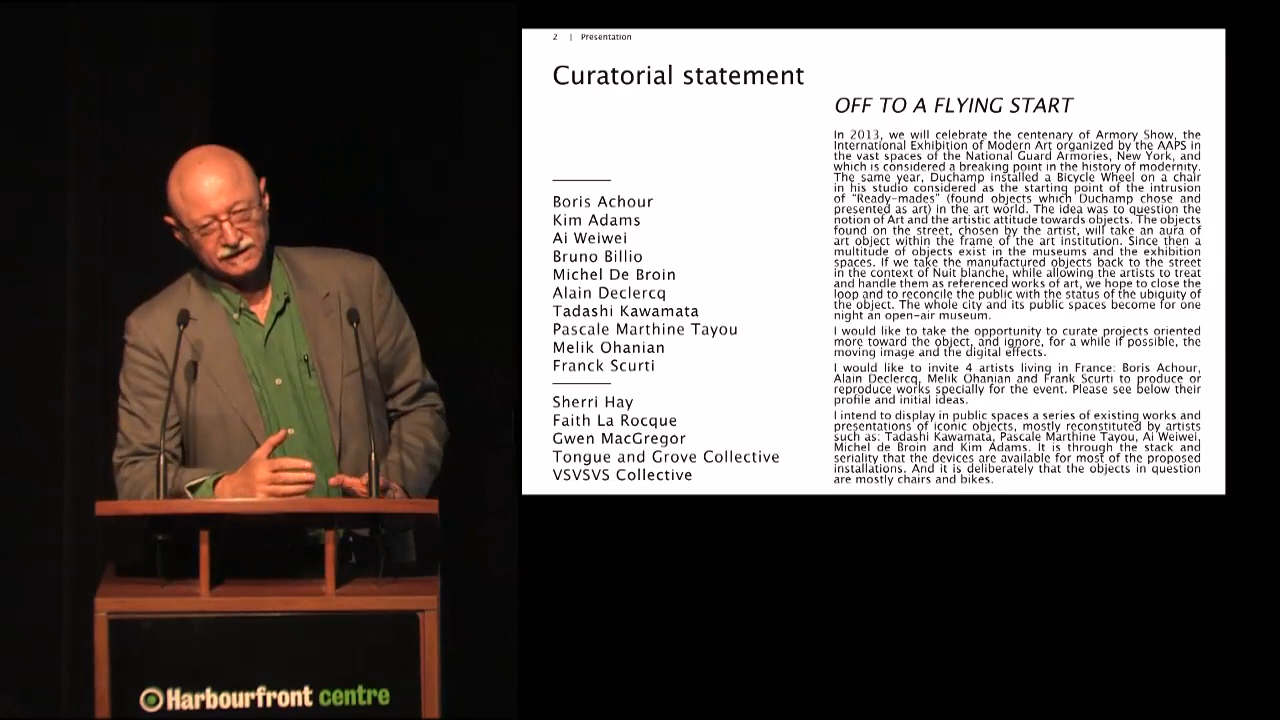 2 | Presentation
Curatorial statement
Boris Achour
Kim Adams
Ai Weiwei
Bruno Billio
Michel De Broin
Alain Declercq
Tadashi Kawamata
Pascale Marthine Tayou
Melik Ohanian
Franck Scurti
Sherri Hay
Faith La Rocque
Gwen MacGregor
Tongue and Grove Collective
VSVSVS Collective
OFF TO A FLYING START
In 2013, we will celebrate the centenary of Armory Show, the
International Exhibition of Modern Art organized by the AAPS in
the vast spaces of the National Guard Armories, New York, and
which is considered a breaking point in the history of modernity.
The same year, Duchamp installed a Bicycle Wheel on a chair
in his studio considered as the starting point of the intrusion
of "Ready-mades" (found objects which Duchamp chose and
presented as art) in the art world. The idea was to question the
notion of Art and the artistic attitude towards objects. The objects
found on the street, chosen by the artist, will take an aura of
art object within the frame of the art institution. Since then a
multitude of objects exist in the museums and the exhibition
spaces. If we take the manufactured objects back to the street
in the context of Nuit blanche, while allowing the artists to treat
and handle them as referenced works of art, we hope to close the
loop and to reconcile the public with the status of the ubiquity of
the object. The whole city and its public spaces become for one
night an open-air museum.
I would like to take the opportunity to curate projects oriented
more toward the object, and ignore, for a while if possible, the
moving image and the digital effects.
I would like to invite 4 artists living in France: Boris Achour,
Alain Declercq, Melik Ohanian and Frank Scurti to produce or
reproduce works specially for the event. Please see below their
profile and initial ideas.
I intend to display in public spaces a series of existing works and
presentations of iconic objects, mostly reconstituted by artists
such as: Tadashi Kawamata, Pascale Marthine Tayou, Ai Weiwei,
Michel de Broin and Kim Adams. It is through the stack and
seriality that the devices are available for most of the proposed
installations. And it is deliberately that the objects in question
are mostly chairs and bikes.
Harbourfront centre